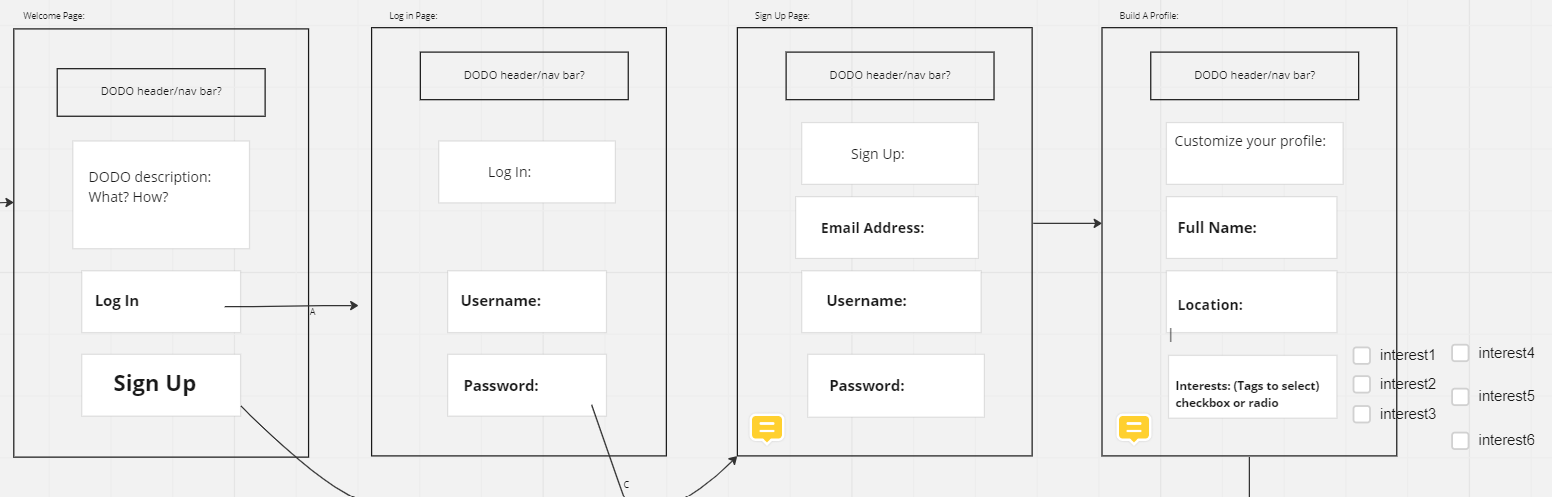 Welcome Page:
DODO header/nav bar?
DODO description:
What? How?
Log In
A
Sign Up
Log in Page:
DODO header/nav bar?
Log In:
Username:
Password:
C
Sign Up Page:
DODO header/nav bar?
Sign Up:
Email Address:
Username:
Password:
Build A Profile:
DODO header/nav bar?
Customize your profile:
Full Name:
Location:
Interests: (Tags to select)
checkbox or radio
interest1
interest2
interest3
interest4
interest5
interest6